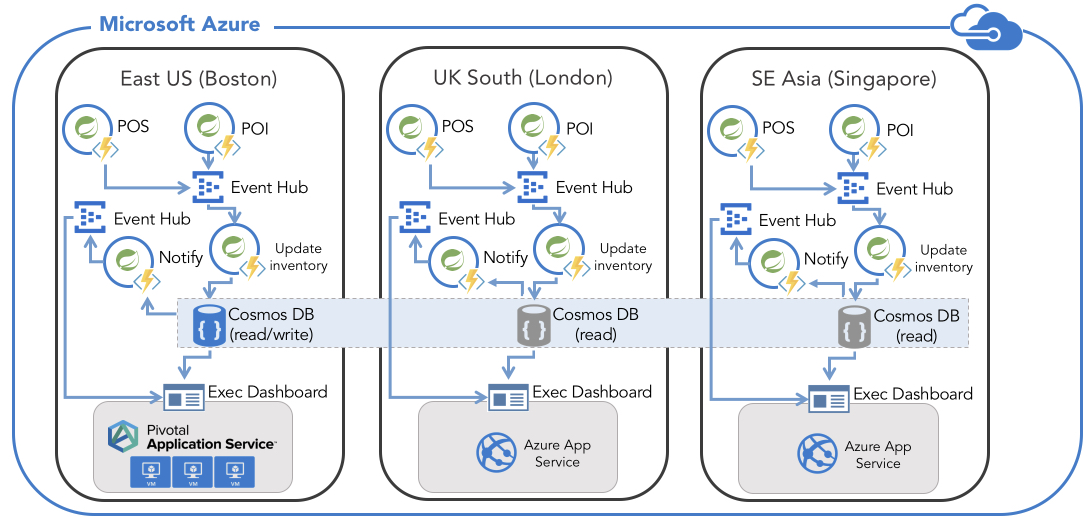 Microsoft Azure
East US (Boston)
POS
POI
Event Hub
Event Hub
Notify
Update
inventory
Cosmos DB
(read/write)
Exec Dashboard
Pivotal
Application Service™
VM
VM
VM
UK South (London)
POS
POI
Event Hub
Event Hub
Notify
Update
inventory
Cosmos DB
(read)
Exec Dashboard
Azure App
Service
SE Asia (Singapore)
POS
POI
Event Hub
Event Hub
Notify
Update
inventory
Cosmos DB
(read)
Exec Dashboard
Azure App
Service